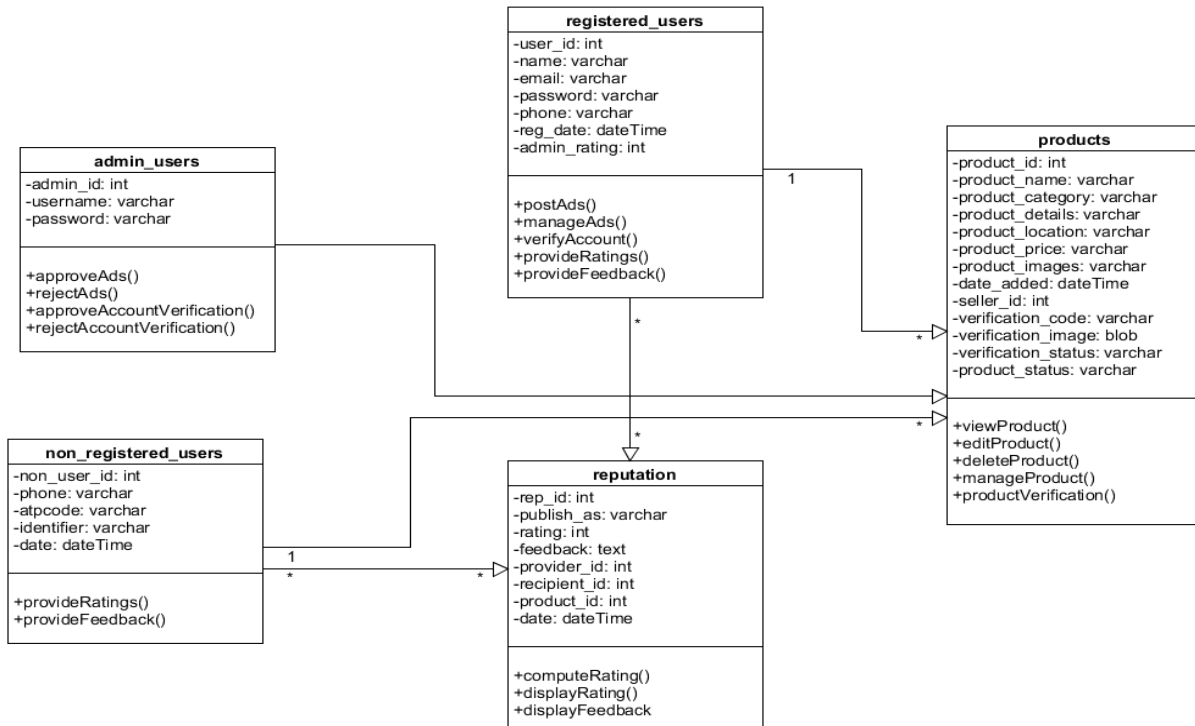 registered_users
-user_id: int
-name: varchar
-email: varchar
-password: varchar
-phone: varchar
-reg_date: dateTime
-admin_rating: int
+postAds()
+manageAds()
+verifyAccount()
+provideRatings()
+provideFeedback()
admin_users
-admin_id: int
-username: varchar
-password: varchar
+approveAds()
+rejectAds()
+approveAccountVerification()
+rejectAccountVerification()
products
-product_id: int
-product_name: varchar
-product_category: varchar
-product_details: varchar
-product_location: varchar
-product_price: varchar
-product_images: varchar
-date_added: dateTime
-seller_id: int
-verification_code: varchar
-verification_image: blob
-verification_status: varchar
-product_status: varchar
+viewProduct()
+editProduct()
+deleteProduct()
+manageProduct()
+productVerification()
1
*
*
*
*
non_registered_users
-non_user_id: int
-phone: varchar
-atpcode: varchar
-identifier: varchar
-date: dateTime
+provideRatings()
+provideFeedback()
1
*
*
reputation
-rep_id: int
-publish_as: varchar
-rating: int
-feedback: text
-provider_id: int
-recipient_id: int
-product_id: int
-date: dateTime
+computeRating()
+displayRating()
+displayFeedback